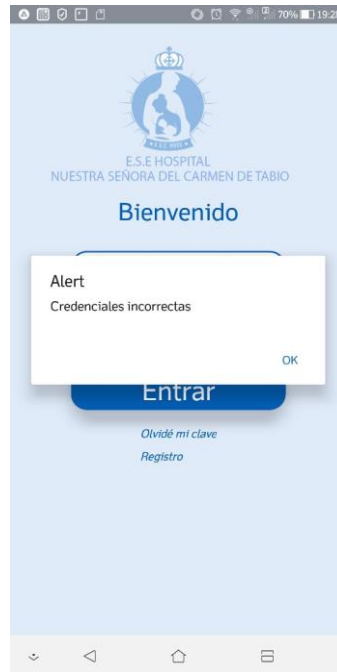 70% 19:28
E.S.E HOSPITAL
NUESTRA SEÑORA DEL CARMEN DE TABIO
Bienvenido
Alert
Credenciales incorrectas
OK
Entrar
Olvidé mi clave
Registro